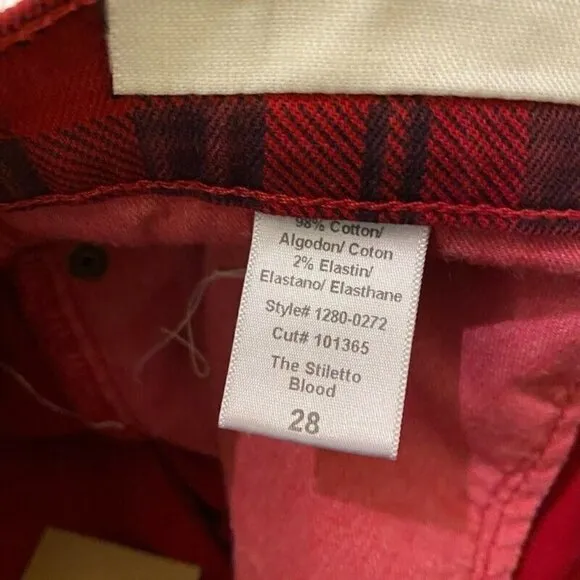 98% Cotton/
Algodon/ Coton
2% Elastin/
Elastano/ Elasthane
Style# 1280-0272
Cut# 101365
The Stiletto
Blood
28